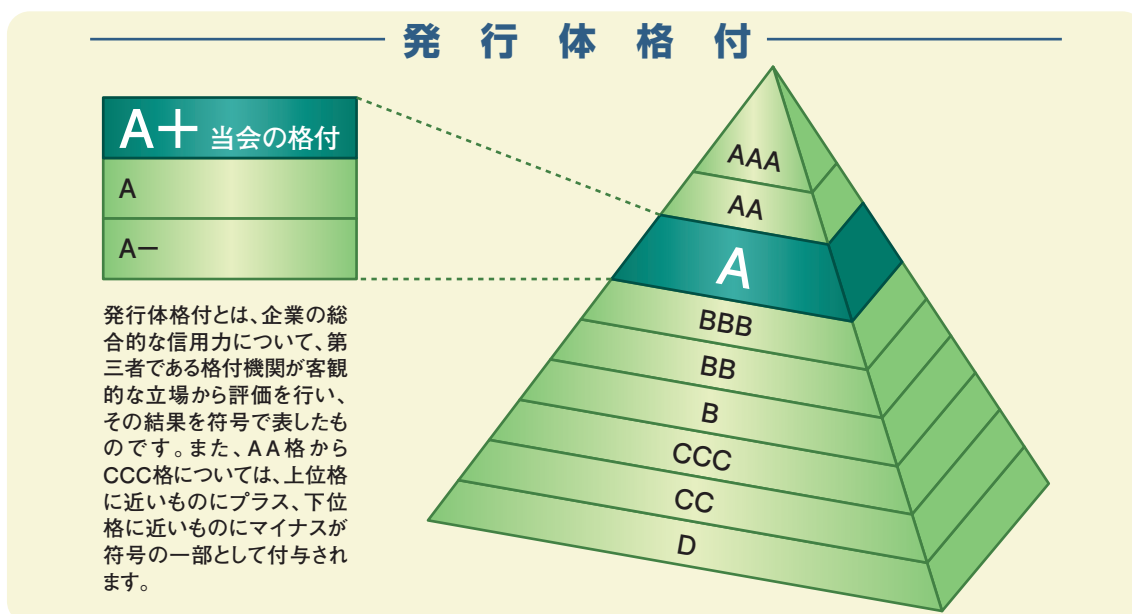 発行体格付
A＋ 当会の格付
A
A−
発行体格付とは、企業の総
合的な信用力について、第
三者である格付機関が客観
的な立場から評価を行い、
その結果を符号で表したも
のです。また、AA格から
CCC格については、上位格
に近いものにプラス、下位
格に近いものにマイナスが
符号の一部として付与され
ます。
AAA
AA
A
BBB
BB
B
CCC
CC
D